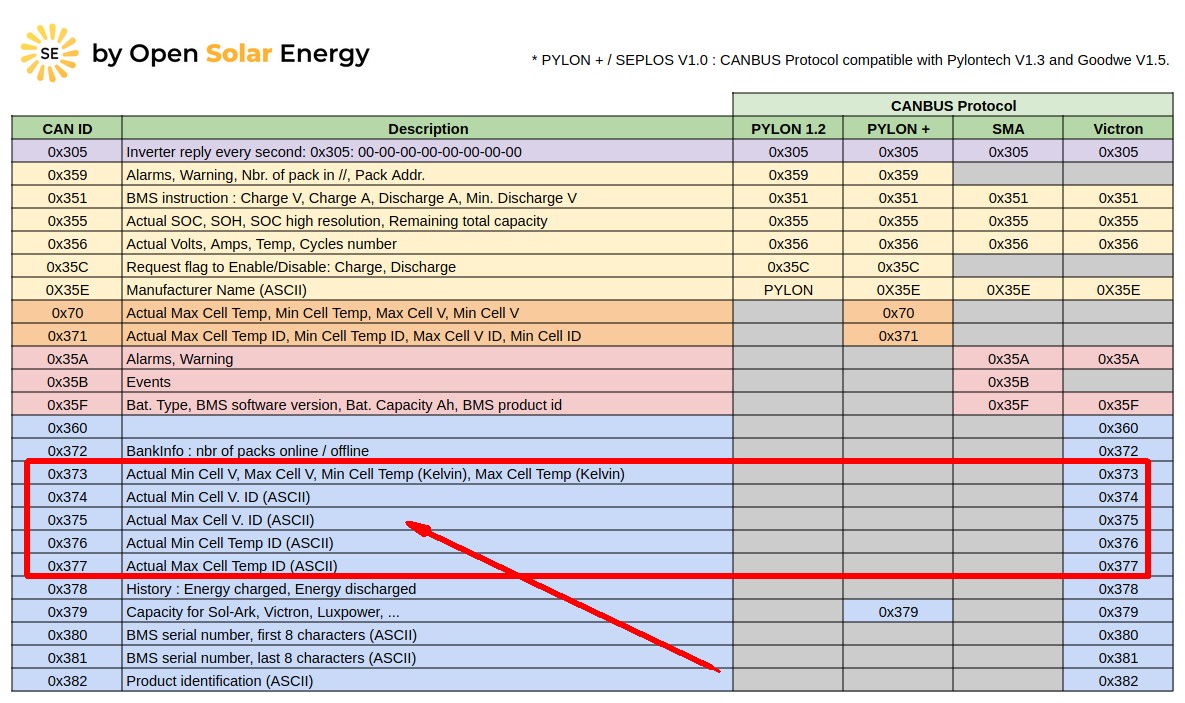 SE by Open Solar Energy
* PYLON + / SEPLOS V1.0 : CANBUS Protocol compatible with Pylontech V1.3 and Goodwe V1.5.
CANBUS Protocol
CAN ID Description PYLON 1.2 PYLON + SMA Victron
0x305 Inverter reply every second: 0x305: 00-00-00-00-00-00-00-00 0x305 0x305 0x305 0x305
0x359 Alarms, Warning, Nbr. of pack in //, Pack Addr. 0x359 0x359
0x351 BMS instruction : Charge V, Charge A, Discharge A, Min. Discharge V 0x351 0x351 0x351 0x351
0x355 Actual SOC, SOH, SOC high resolution, Remaining total capacity 0x355 0x355 0x355 0x355
0x356 Actual Volts, Amps, Temp, Cycles number 0x356 0x356 0x356 0x356
0x35C Request flag to Enable/Disable: Charge, Discharge 0x35C 0x35C
0X35E Manufacturer Name (ASCII) PYLON 0X35E 0X35E 0X35E
0x70 Actual Max Cell Temp, Min Cell Temp, Max Cell V, Min Cell V 0x70
0x371 Actual Max Cell Temp ID, Min Cell Temp ID, Max Cell V ID, Min Cell ID 0x371
0x35A Alarms, Warning 0x35A 0x35A
0x35B Events 0x35B
0x35F Bat. Type, BMS software version, Bat. Capacity Ah, BMS product id 0x35F 0x35F
0x360 0x360
0x372 BankInfo : nbr of packs online / offline 0x372
0x373 Actual Min Cell V, Max Cell V, Min Cell Temp (Kelvin), Max Cell Temp (Kelvin) 0x373
0x374 Actual Min Cell V. ID (ASCII) 0x374
0x375 Actual Max Cell V. ID (ASCII) 0x375
0x376 Actual Min Cell Temp ID (ASCII) 0x376
0x377 Actual Max Cell Temp ID (ASCII) 0x377
0x378 History : Energy charged, Energy discharged 0x378
0x379 Capacity for Sol-Ark, Victron, Luxpower, ... 0x379 0x379
0x380 BMS serial number, first 8 characters (ASCII) 0x380
0x381 BMS serial number, last 8 characters (ASCII) 0x381
0x382 Product identification (ASCII) 0x382